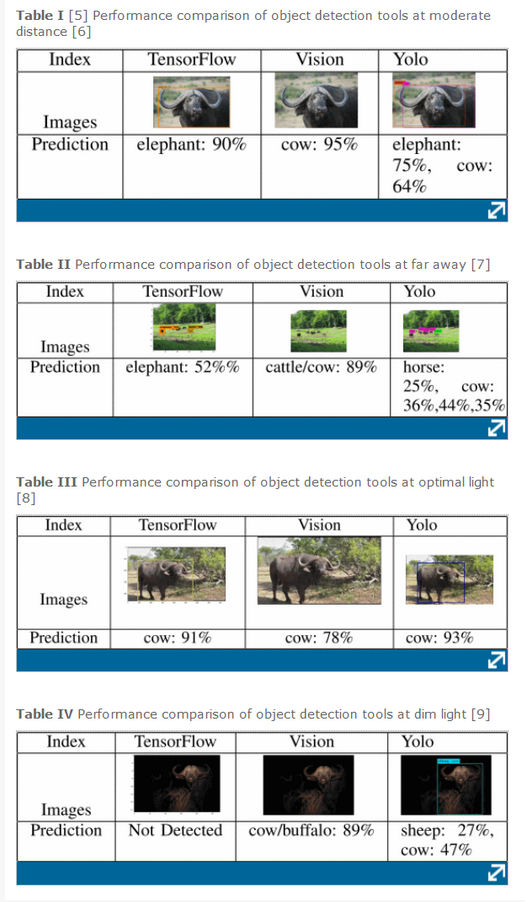 Table I [5] Performance comparison of object detection tools at moderate
distance [6]
Index TensorFlow Vision Yolo
Images
Prediction elephant: 90% cow: 95% elephant:
75%, cow:
64%
Table II Performance comparison of object detection tools at far away [7]
Index TensorFlow Vision Yolo
Images
Prediction elephant: 52%% cattle/cow: 89% horse:
25%, cow:
36%,44%,35%
Table III Performance comparison of object detection tools at optimal light
[8]
Index TensorFlow Vision Yolo
Images
Prediction cow: 91% cow: 78% cow: 93%
Table IV Performance comparison of object detection tools at dim light [9]
Index TensorFlow Vision Yolo
Images
Prediction Not Detected cow/buffalo: 89% sheep: 27%,
cow: 47%